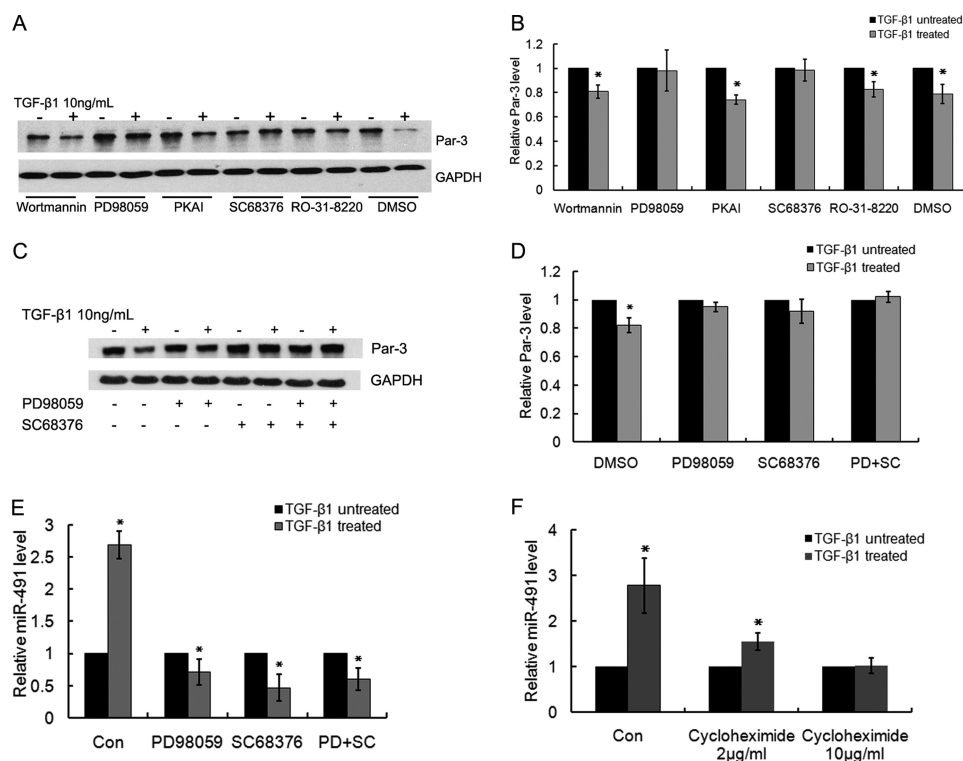 A
TGF-β1 10ng/mL
- + - + - + - + - + - +
Par-3
GAPDH
Wortmannin PD98059 PKAI SC68376 RO-31-8220 DMSO
B
TGF-β1 untreated
TGF-β1 treated
Relative Par-3 level
1.2
1
0.8
0.6
0.4
0.2
0
* * * *
Wortmannin PD98059 PKAI SC68376 RO-31-8220 DMSO
C
TGF-β1 10ng/mL
- + - + - + - +
Par-3
GAPDH
PD98059 - - + + - - + +
SC68376 - - - - + + + +
D
TGF-β1 untreated
TGF-β1 treated
Relative Par-3 level
1.2
1
0.8
0.6
0.4
0.2
0
*
DMSO PD98059 SC68376 PD+SC
E
TGF-β1 untreated
TGF-β1 treated
Relative miR-491 level
3
2.5
2
1.5
1
0.5
0
* * * *
Con PD98059 SC68376 PD+SC
F
TGF-β1 untreated
TGF-β1 treated
Relative miR-491 level
4
3
2
1
0
* *
Con Cycloheximide Cycloheximide
2μg/ml 10μg/ml